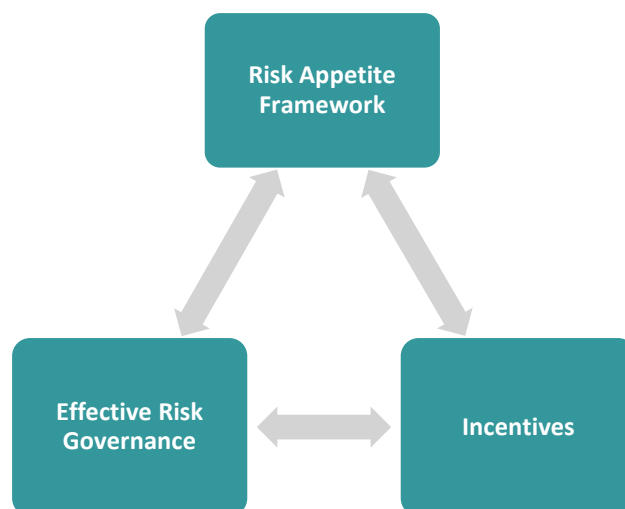 Risk Appetite
Framework
Effective Risk
Governance
Incentives